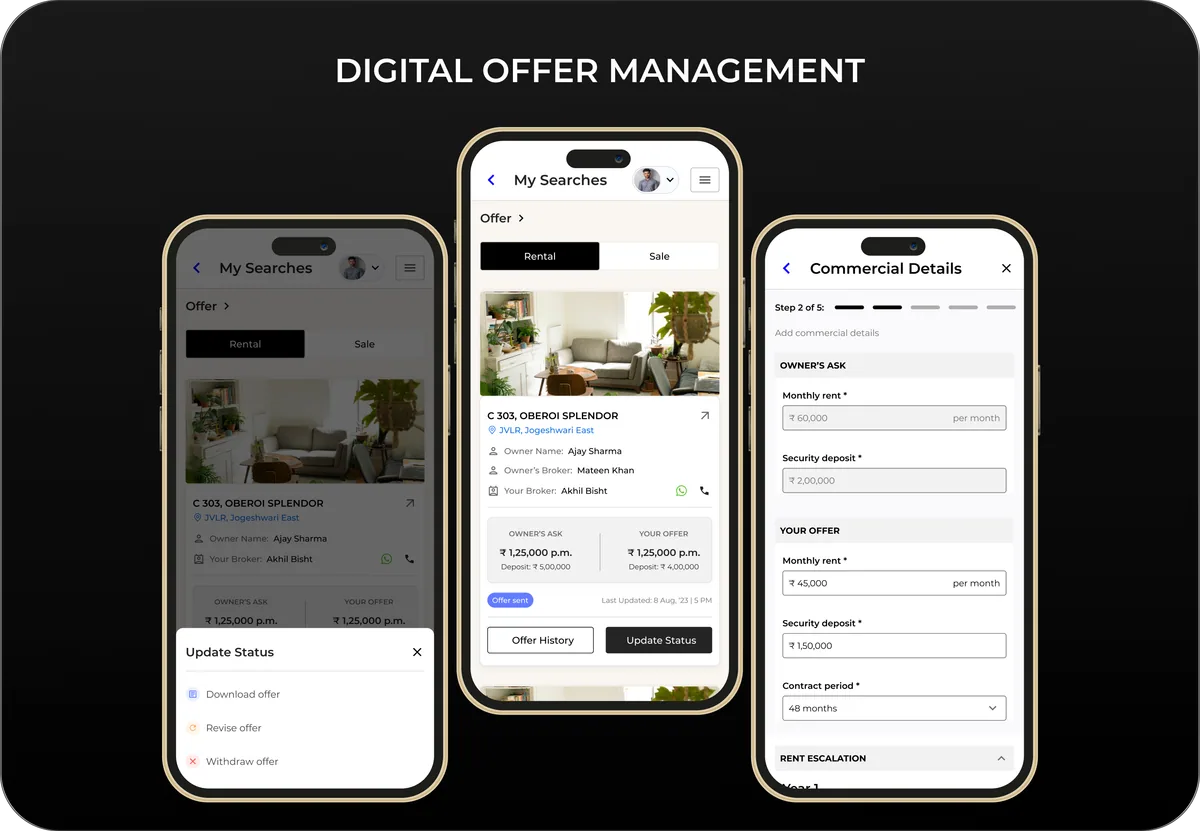 DIGITAL OFFER MANAGEMENT
My Searches
Offer >
Rental
Sale
C 303, OBEROI SPLENDOR
JVLR, Jogeshwari East
Owner Name: Ajay Sharma
Your Broker: Akhil Bisht
OWNER'S ASK
YOUR OFFER
₹ 1,25,000 p.m.
₹ 1,25,000 p.m.
Update Status
Download offer
Revise offer
Withdraw offer
My Searches
Offer >
Rental
Sale
C 303, OBEROI SPLENDOR
JVLR, Jogeshwari East
Owner Name: Ajay Sharma
Owner's Broker: Mateen Khan
Your Broker: Akhil Bisht
OWNER'S ASK
YOUR OFFER
₹ 1,25,000 p.m.
₹ 1,25,000 p.m.
Deposit: ₹ 5,00,000
Deposit: ₹ 4,00,000
Offer sent
Last Updated: 8 Aug, '23 | 5 PM
Offer History
Update Status
Commercial Details
Step 2 of 5:
Add commercial details
OWNER'S ASK
Monthly rent *
₹ 60,000 per month
Security deposit *
₹ 2,00,000
YOUR OFFER
Monthly rent *
₹ 45,000 per month
Security deposit *
₹ 1,50,000
Contract period *
48 months
RENT ESCALATION
Year 1